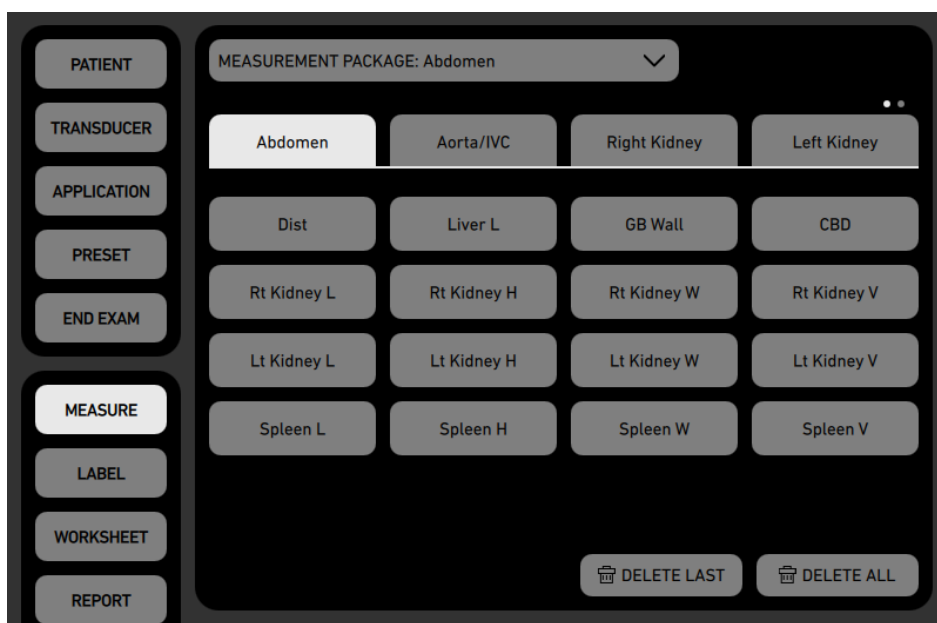 PATIENT
TRANSDUCER
APPLICATION
PRESET
END EXAM
MEASURE
LABEL
WORKSHEET
REPORT
MEASUREMENT PACKAGE: Abdomen
Abdomen Aorta/IVC Right Kidney Left Kidney
Dist Liver L GB Wall CBD
Rt Kidney L Rt Kidney H Rt Kidney W Rt Kidney V
Lt Kidney L Lt Kidney H Lt Kidney W Lt Kidney V
Spleen L Spleen H Spleen W Spleen V
DELETE LAST DELETE ALL